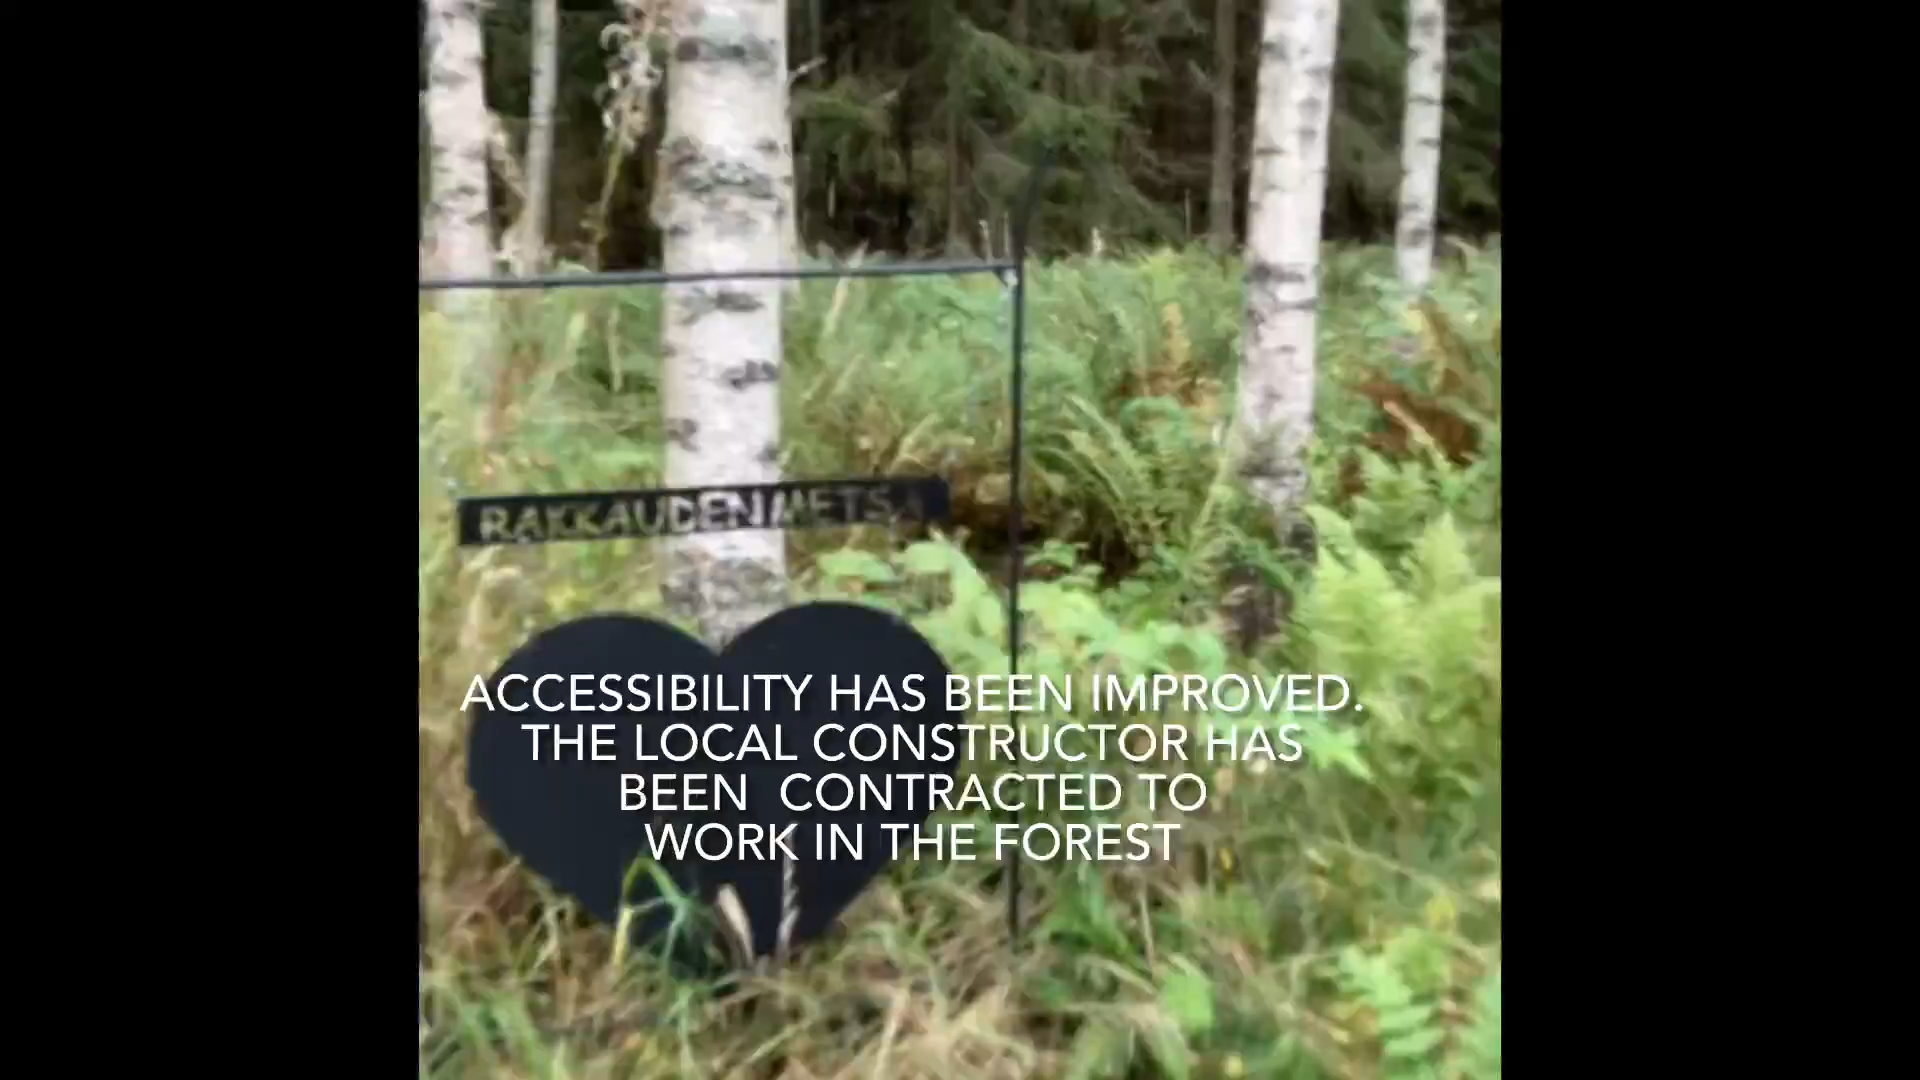 RAKKAUDENMETSÄ
ACCESSIBILITY HAS BEEN IMPROVED.
THE LOCAL CONSTRUCTOR HAS
BEEN  CONTRACTED TO
WORK IN THE FOREST